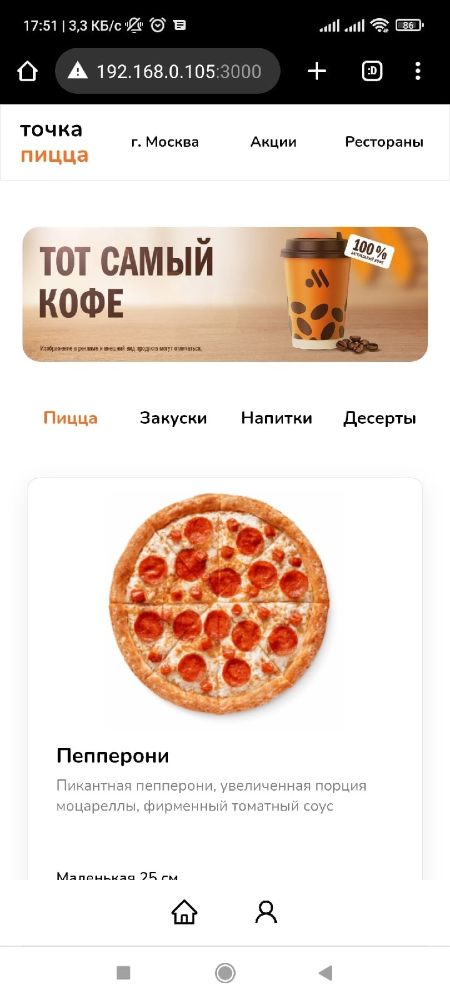 17:51 | 3,3 КБ/с
86
192.168.0.105:3000
:D
точка
пицца
г. Москва
Акции
Рестораны
ТОТ САМЫЙ
КОФЕ
100 %
НАТУРАЛЬНЫЙ КОФЕ
Изображение в рекламе и внешний вид продукта могут отличаться.
Пицца
Закуски
Напитки
Десерты
Пепперони
Пикантная пепперони, увеличенная порция
моцареллы, фирменный томатный соус
Маленькая 25 см